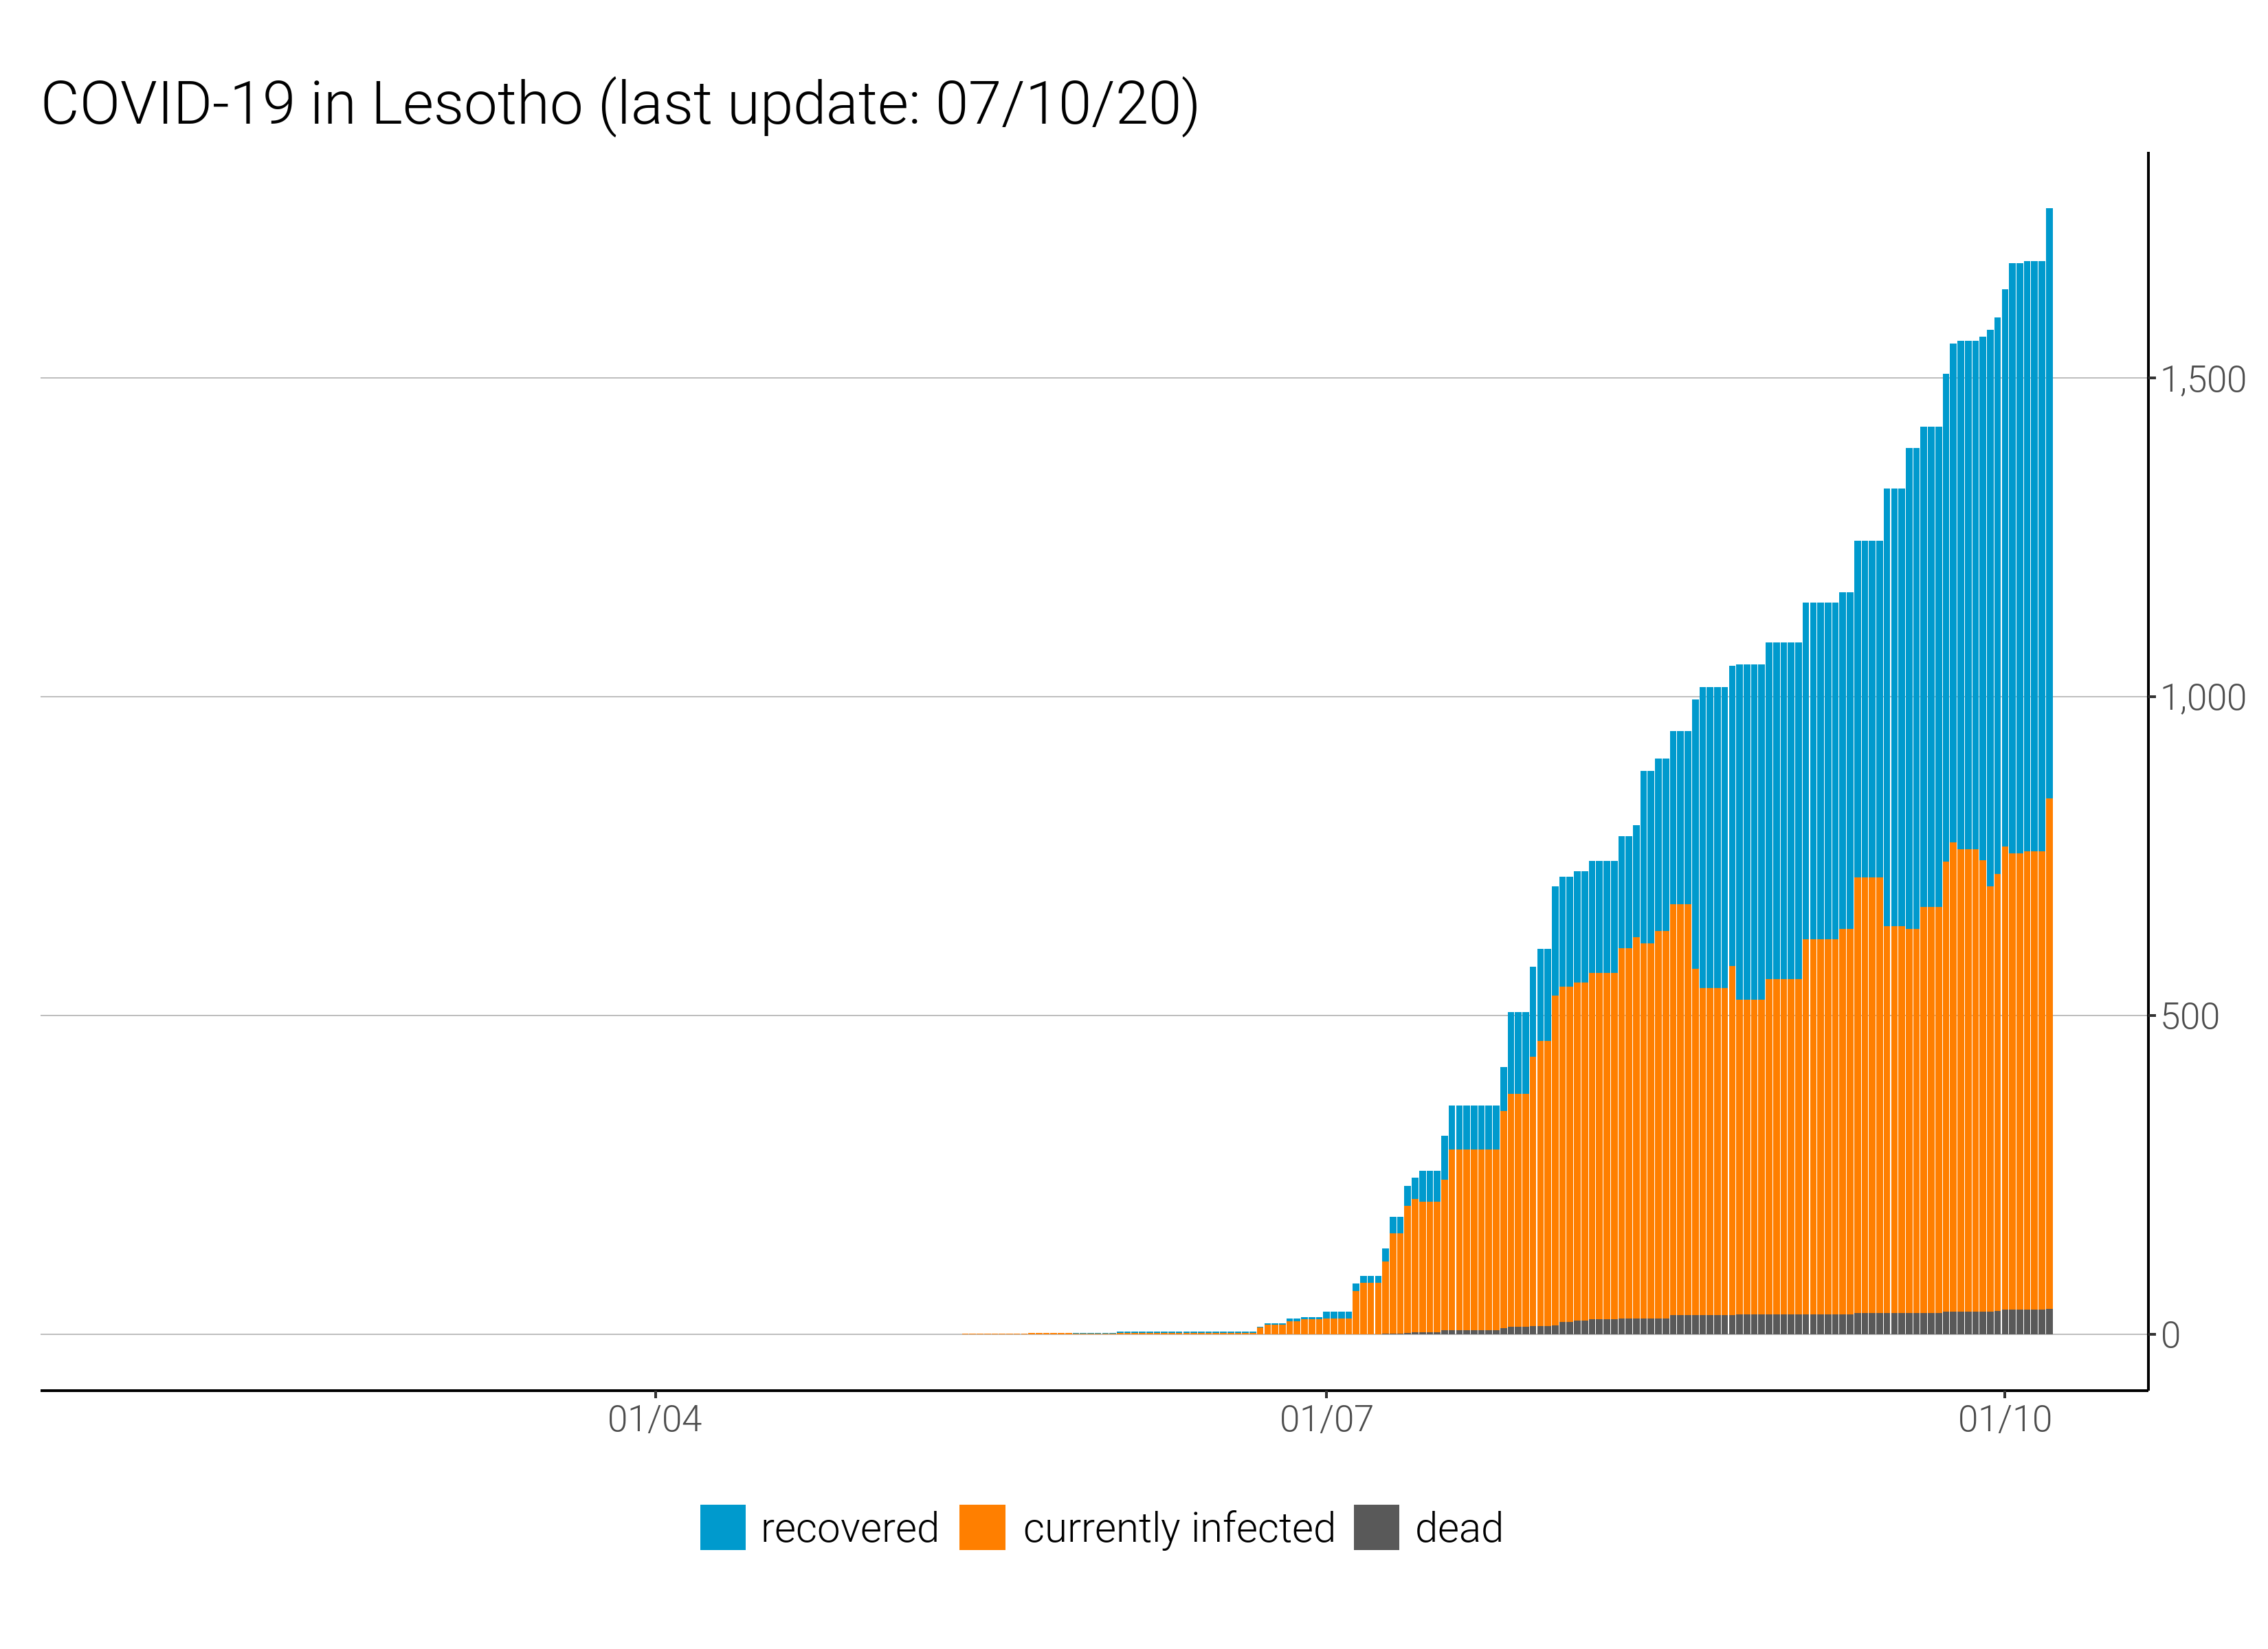 COVID-19 in Lesotho (last update: 07/10/20)
1,500
1,000
500
0
01/04 01/07 01/10
recovered currently infected dead